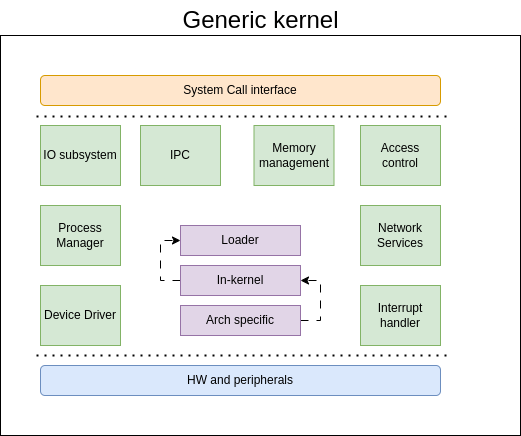 Generic kernel
System Call interface
IO subsystem
IPC
Memory
management
Access
control
Process
Manager
Loader
Network
Services
In-kernel
Device Driver
Arch specific
Interrupt
handler
HW and peripherals